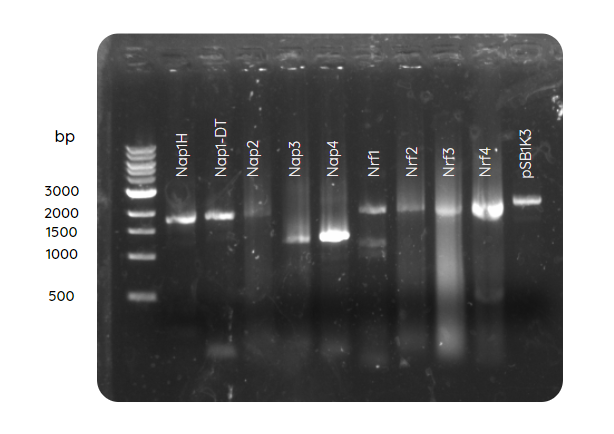 bp
3000
2000
1500
1000
500
Nap1H
Nap1-DT
Nap2
Nap3
Nap4
Nrf1
Nrf2
Nrf3
Nrf4
pSB1K3